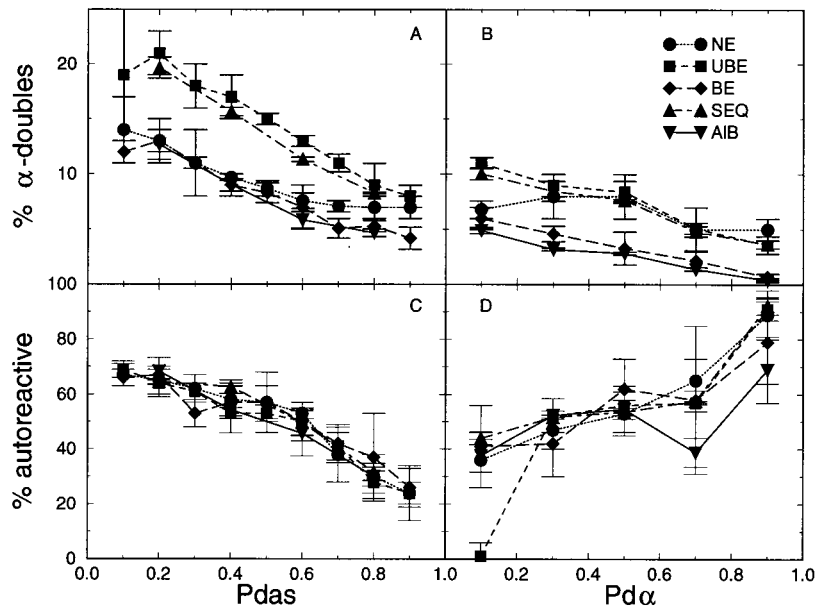 A
B
NE
UBE
BE
SEQ
AIB
20
10
% α-doubles
100
C
D
80
60
40
20
0
% autoreactive
0.0 0.2 0.4 0.6 0.8 1.0 0.2 0.4 0.6 0.8 1.0
Pdas
Pdα